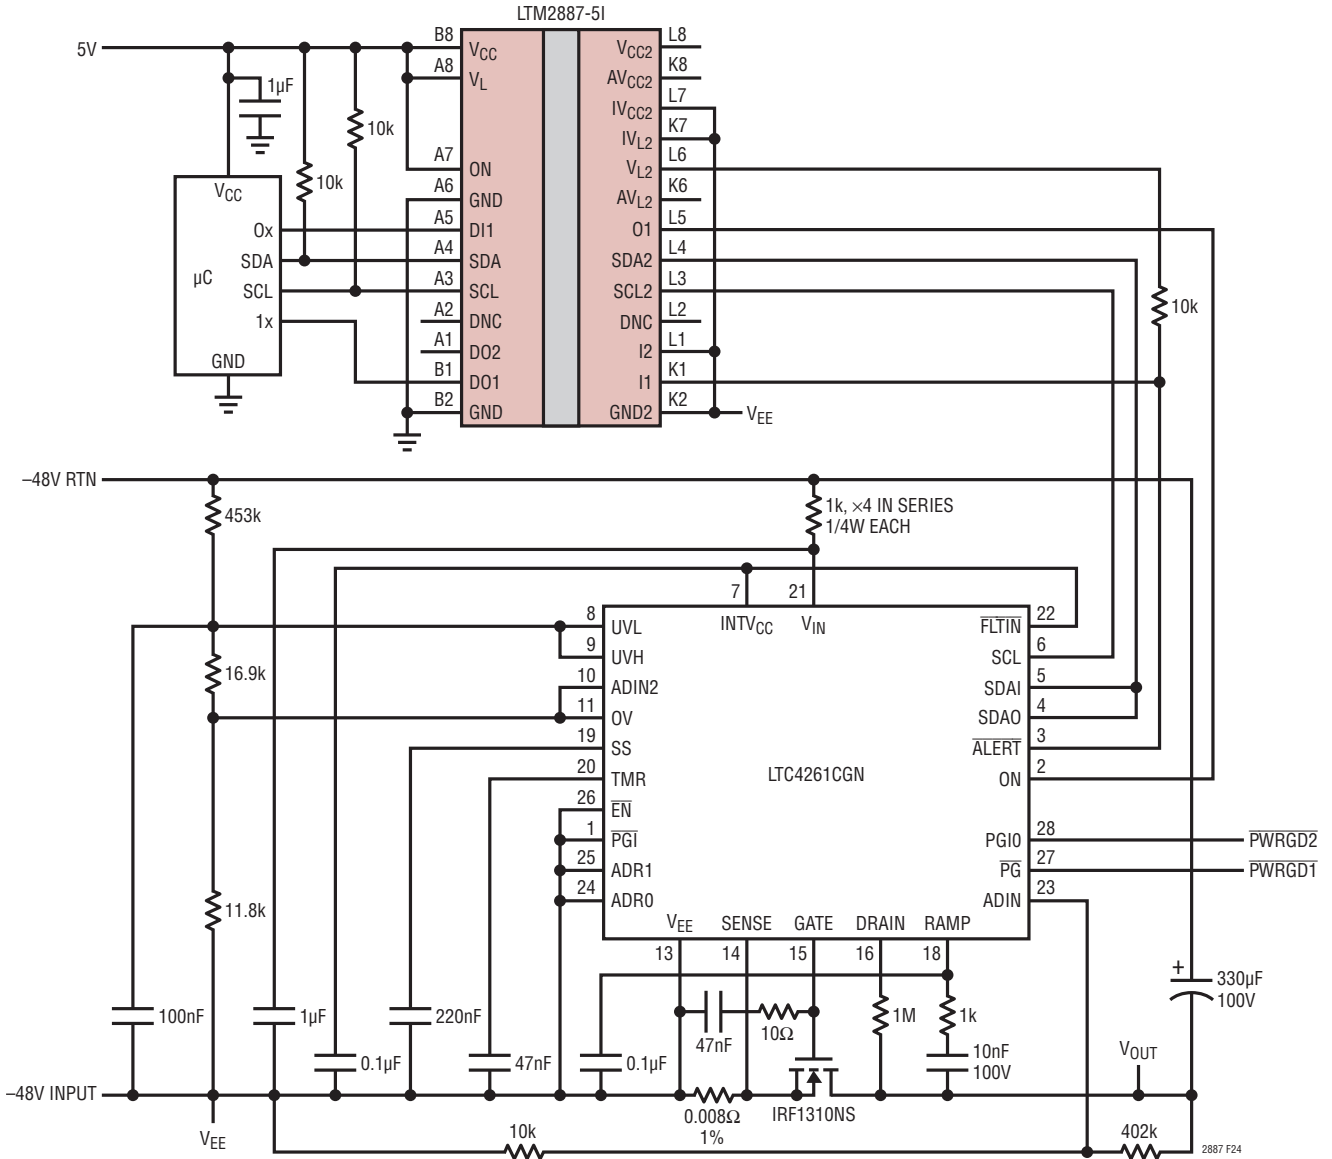 LTM2887-5I
5V
B8
VCC
A8
VL
A7
ON
A6
GND
A5
DI1
A4
SDA
A3
SCL
A2
DNC
A1
DO2
B1
DO1
B2
GND
L8
VCC2
K8
AVCC2
L7
IVCC2
K7
IVL2
L6
VL2
K6
AVL2
L5
O1
L4
SDA2
L3
SCL2
L2
DNC
L1
I2
K1
I1
K2
GND2
VEE
1µF
10k
10k
VCC
0x
SDA
µC
SCL
1x
GND
10k
–48V RTN
453k
1k, ×4 IN SERIES
1/4W EACH
16.9k
11.8k
7
21
INTVCC
VIN
8
UVL
9
UVH
10
ADIN2
11
OV
19
SS
20
TMR
26
EN
1
PGI
25
ADR1
24
ADR0
LTC4261CGN
22
FLTIN
6
SCL
5
SDAI
4
SDAO
3
ALERT
2
ON
28
PGI0
PWRGD2
27
PG
PWRGD1
23
ADIN
VEE
SENSE
GATE
DRAIN
RAMP
13
14
15
16
18
100nF
1µF
0.1µF
220nF
47nF
0.1µF
47nF
10Ω
1M
1k
10nF
100V
+
330µF
100V
VOUT
–48V INPUT
VEE
0.008Ω
1%
IRF1310NS
10k
402k
2887 F24